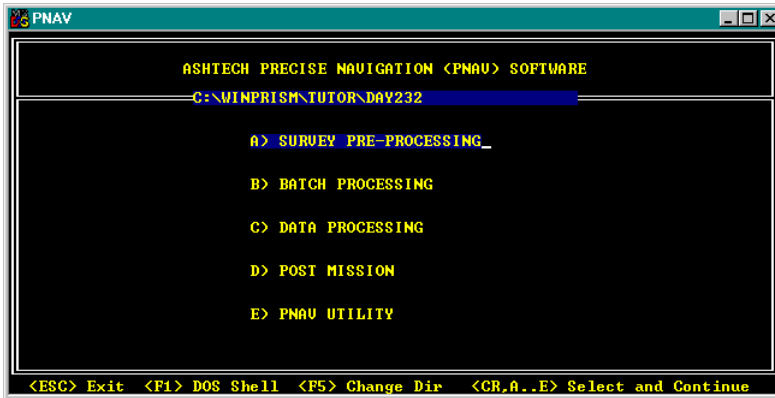 PNAV
ASHTECH PRECISE NAVIGATION (PNAV) SOFTWARE
C:\WINPRISM\TUTOR\DAY232
A) SURVEY PRE-PROCESSING_
B) BATCH PROCESSING
C) DATA PROCESSING
D) POST MISSION
E) PNAV UTILITY
<ESC> Exit <F1> DOS Shell <F5> Change Dir <CR,A..E> Select and Continue